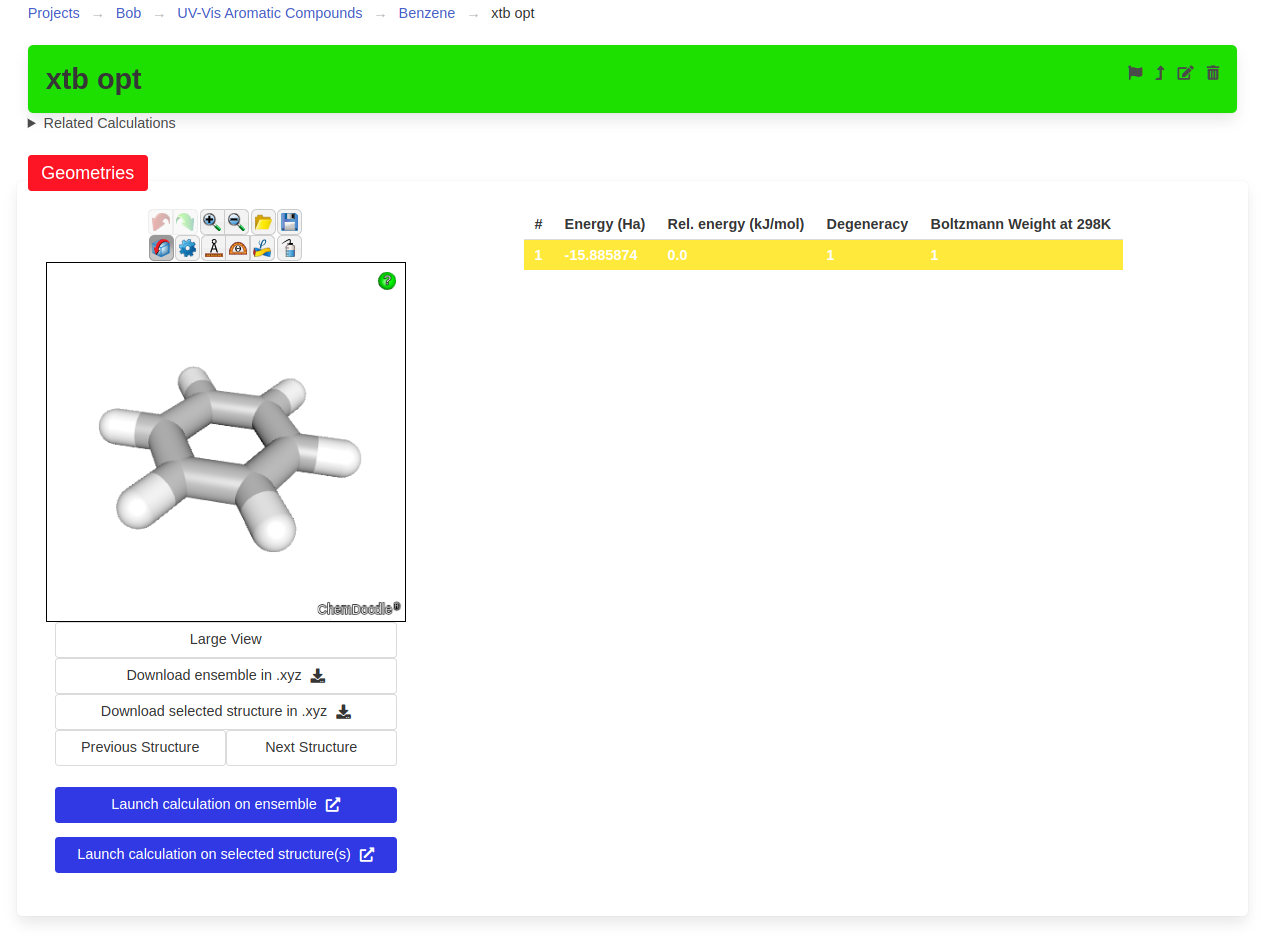 Projects → Bob → UV-Vis Aromatic Compounds → Benzene → xtb opt
xtb opt
Related Calculations
Geometries
# Energy (Ha) Rel. energy (kJ/mol) Degeneracy Boltzmann Weight at 298K
1 -15.885874 0.0 1 1
?
ChemDoodle®
Large View
Download ensemble in .xyz
Download selected structure in .xyz
Previous Structure Next Structure
Launch calculation on ensemble
Launch calculation on selected structure(s)